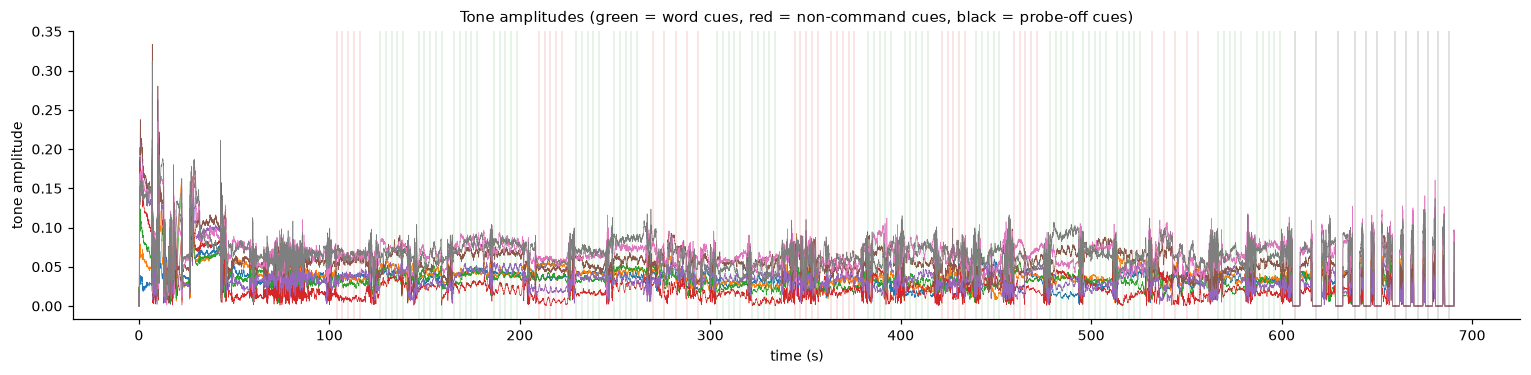 Tone amplitudes (green = word cues, red = non-command cues, black = probe-off cues)
0.35
0.30
0.25
0.20
0.15
0.10
0.05
0.00
tone amplitude
0 100 200 300 400 500 600 700
time (s)